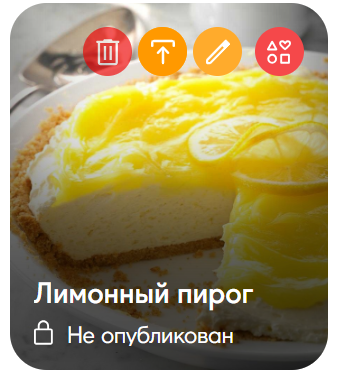 Лимонный пирог
Не опубликован